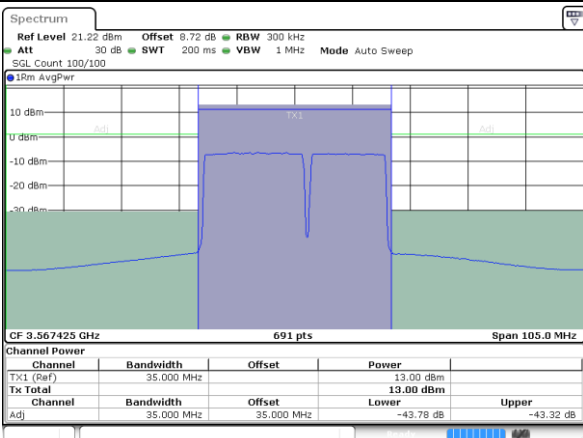 Spectrum
Ref Level 21.22 dBm Offset 8.72 dB RBW 300 kHz
Att 30 dB SWT 200 ms VBW 1 MHz Mode Auto Sweep
SGL Count 100/100
1Rm AvgPwr
10 dBm
TX1
Adj Adj
0 dBm
-10 dBm
-20 dBm
-30 dBm
CF 3.567425 GHz 691 pts Span 105.0 MHz
Channel Power
Channel Bandwidth Offset Power
TX1 (Ref) 35.000 MHz 13.00 dBm
Tx Total 13.00 dBm
Channel Bandwidth Offset Lower Upper
Adj 35.000 MHz 35.000 MHz -43.78 dB -43.32 dB